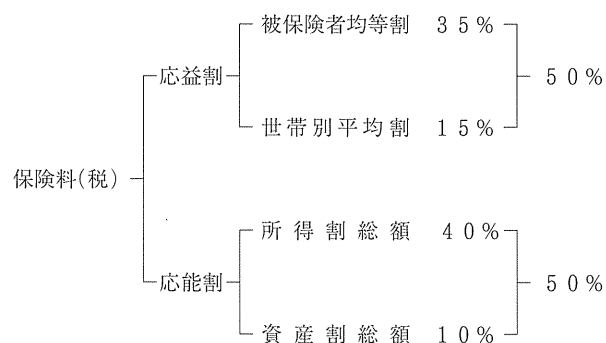 被保険者均等割 35%
応益割 50%
世帯別平均割 15%
保険料(税)
所得割総額 40%
応能割 50%
資産割総額 10%